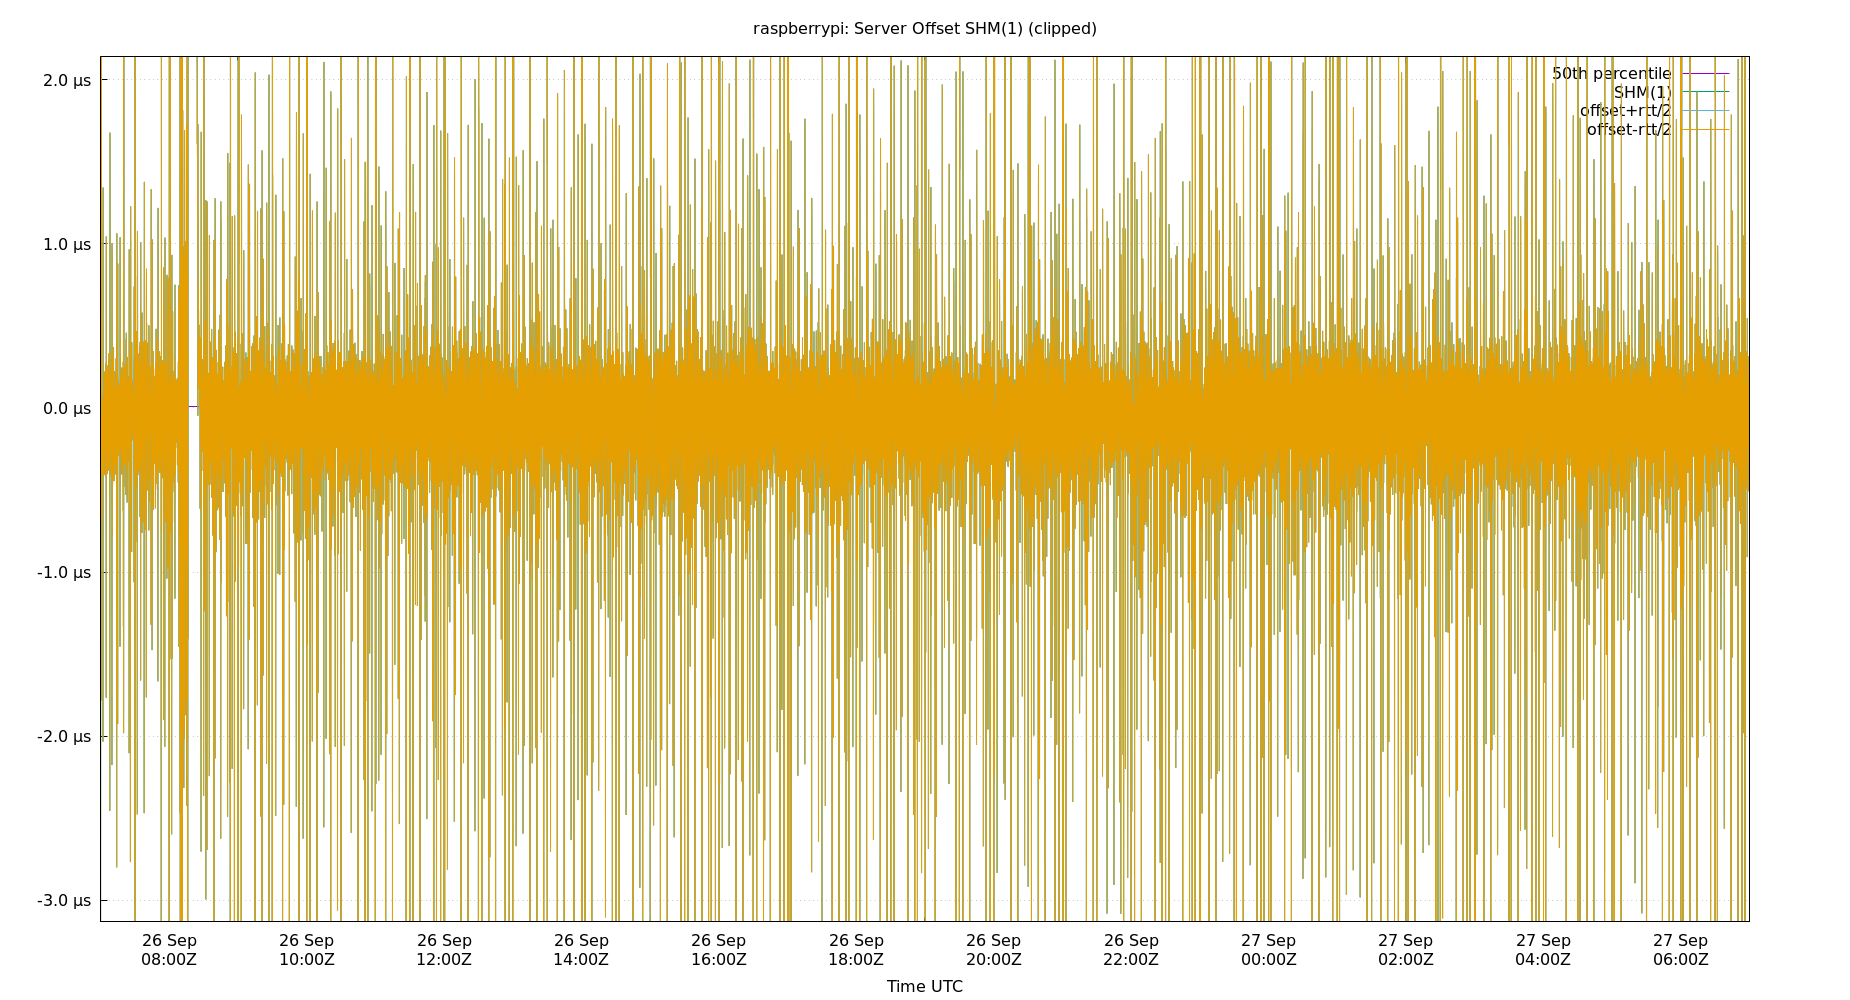 raspberrypi: Server Offset SHM(1) (clipped)
50th percentile
SHM(1)
offset+rtt/2
offset-rtt/2
2.0 µs
1.0 µs
0.0 µs
-1.0 µs
-2.0 µs
-3.0 µs
26 Sep 26 Sep 26 Sep 26 Sep 26 Sep 26 Sep 26 Sep 26 Sep 27 Sep 27 Sep 27 Sep 27 Sep
08:00Z 10:00Z 12:00Z 14:00Z 16:00Z 18:00Z 20:00Z 22:00Z 00:00Z 02:00Z 04:00Z 06:00Z
Time UTC